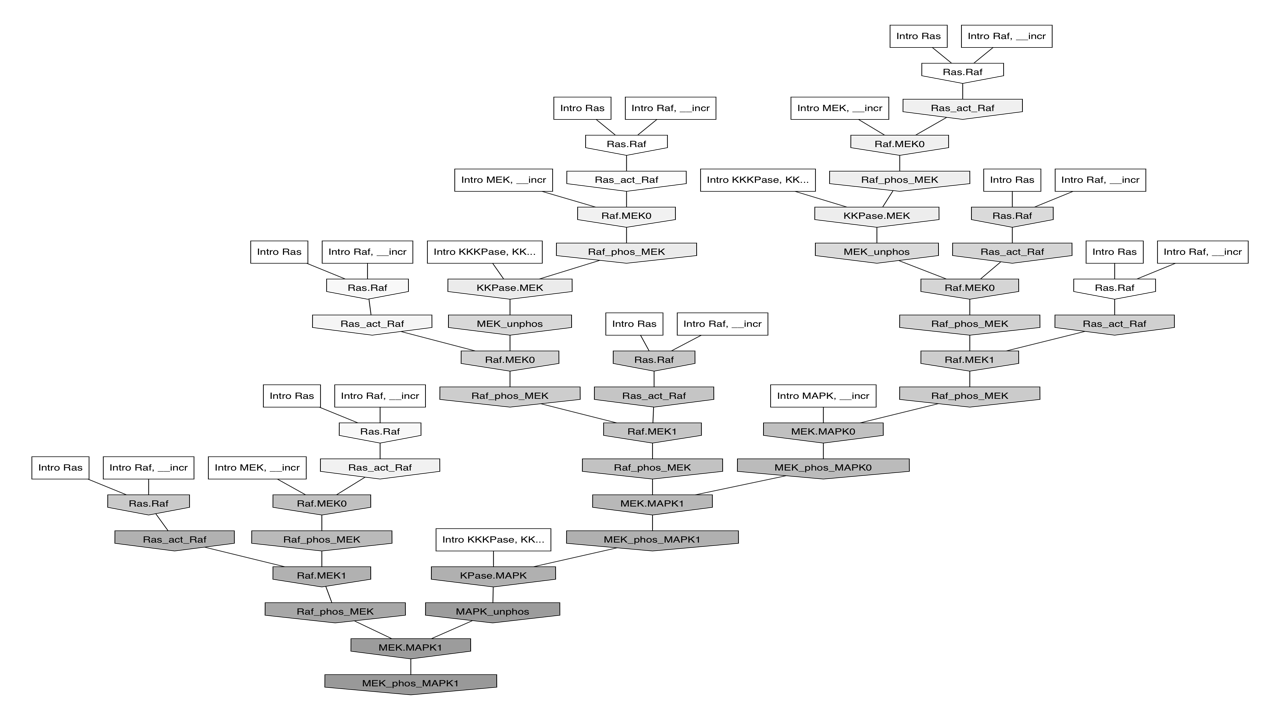 Intro Ras
Intro Raf, __incr
Ras.Raf
Intro Ras
Intro Raf, __incr
Intro MEK, __incr
Ras_act_Raf
Ras.Raf
Raf.MEK0
Intro MEK, __incr
Ras_act_Raf
Intro KKKPase, KK...
Raf_phos_MEK
Intro Ras
Intro Raf, __incr
Raf.MEK0
KKPase.MEK
Ras.Raf
Intro Ras
Intro Raf, __incr
Intro KKKPase, KK...
Raf_phos_MEK
MEK_unphos
Ras_act_Raf
Intro Ras
Intro Raf, __incr
Ras.Raf
KKPase.MEK
Raf.MEK0
Ras.Raf
Ras_act_Raf
MEK_unphos
Intro Ras
Intro Raf, __incr
Raf_phos_MEK
Ras_act_Raf
Raf.MEK0
Ras.Raf
Raf.MEK1
Intro Ras
Intro Raf, __incr
Raf_phos_MEK
Ras_act_Raf
Intro MAPK, __incr
Raf_phos_MEK
Ras.Raf
Raf.MEK1
MEK.MAPK0
Intro Ras
Intro Raf, __incr
Intro MEK, __incr
Ras_act_Raf
Raf_phos_MEK
MEK_phos_MAPK0
Ras.Raf
Raf.MEK0
MEK.MAPK1
Ras_act_Raf
Raf_phos_MEK
Intro KKKPase, KK...
MEK_phos_MAPK1
Raf.MEK1
KPase.MAPK
Raf_phos_MEK
MAPK_unphos
MEK.MAPK1
MEK_phos_MAPK1